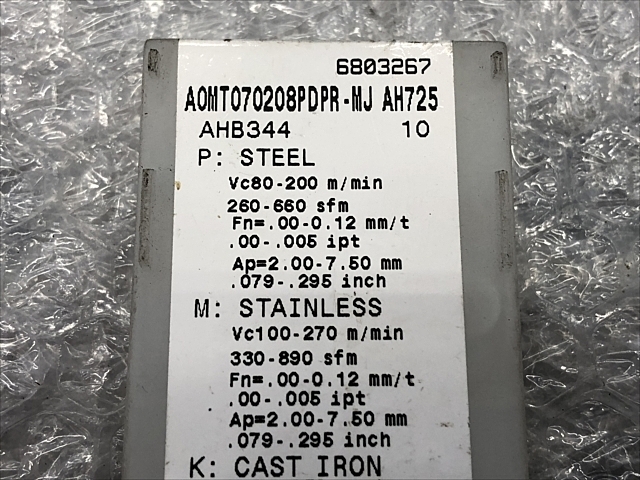 6803267
AOMT070208PDPR-MJ AH725
AHB344 10
P: STEEL
Vc80-200 m/min
260-660 sfm
Fn=.00-0.12 mm/t
.00-.005 ipt
Ap=2.00-7.50 mm
.079-.295 inch
M: STAINLESS
Vc100-270 m/min
330-890 sfm
Fn=.00-0.12 mm/t
.00-.005 ipt
Ap=2.00-7.50 mm
.079-.295 inch
K: CAST IRON